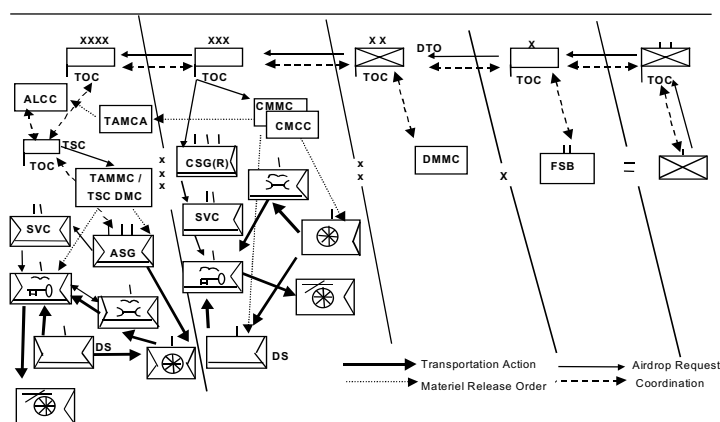 XXXX
XXX
X X
DTO
X
TOC
TOC
TOC
TOC
TOC
ALCC
TAMCA
CMMC
CMCC
TSC
TOC
TAMMC /
TSC DMC
X
X
X
CSG(R)
X
X
DMMC
X
FSB
SVC
ASG
SVC
DS
DS
Transportation Action
Airdrop Request
Materiel Release Order
Coordination